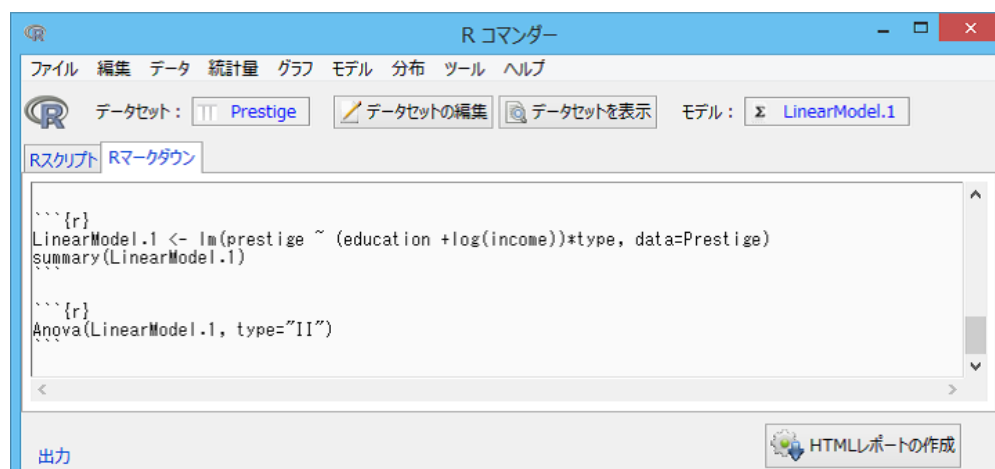 R コマンダー
ファイル 編集 データ 統計量 グラフ モデル 分布 ツール ヘルプ
データセット： Prestige データセットの編集 データセットを表示 モデル： Σ LinearModel.1
Rスクリプト Rマークダウン
```{r}
LinearModel.1 <- lm(prestige ~ (education +log(income))*type, data=Prestige)
summary(LinearModel.1)
```
```{r}
Anova(LinearModel.1, type="II")
```
出力 HTMLレポートの作成